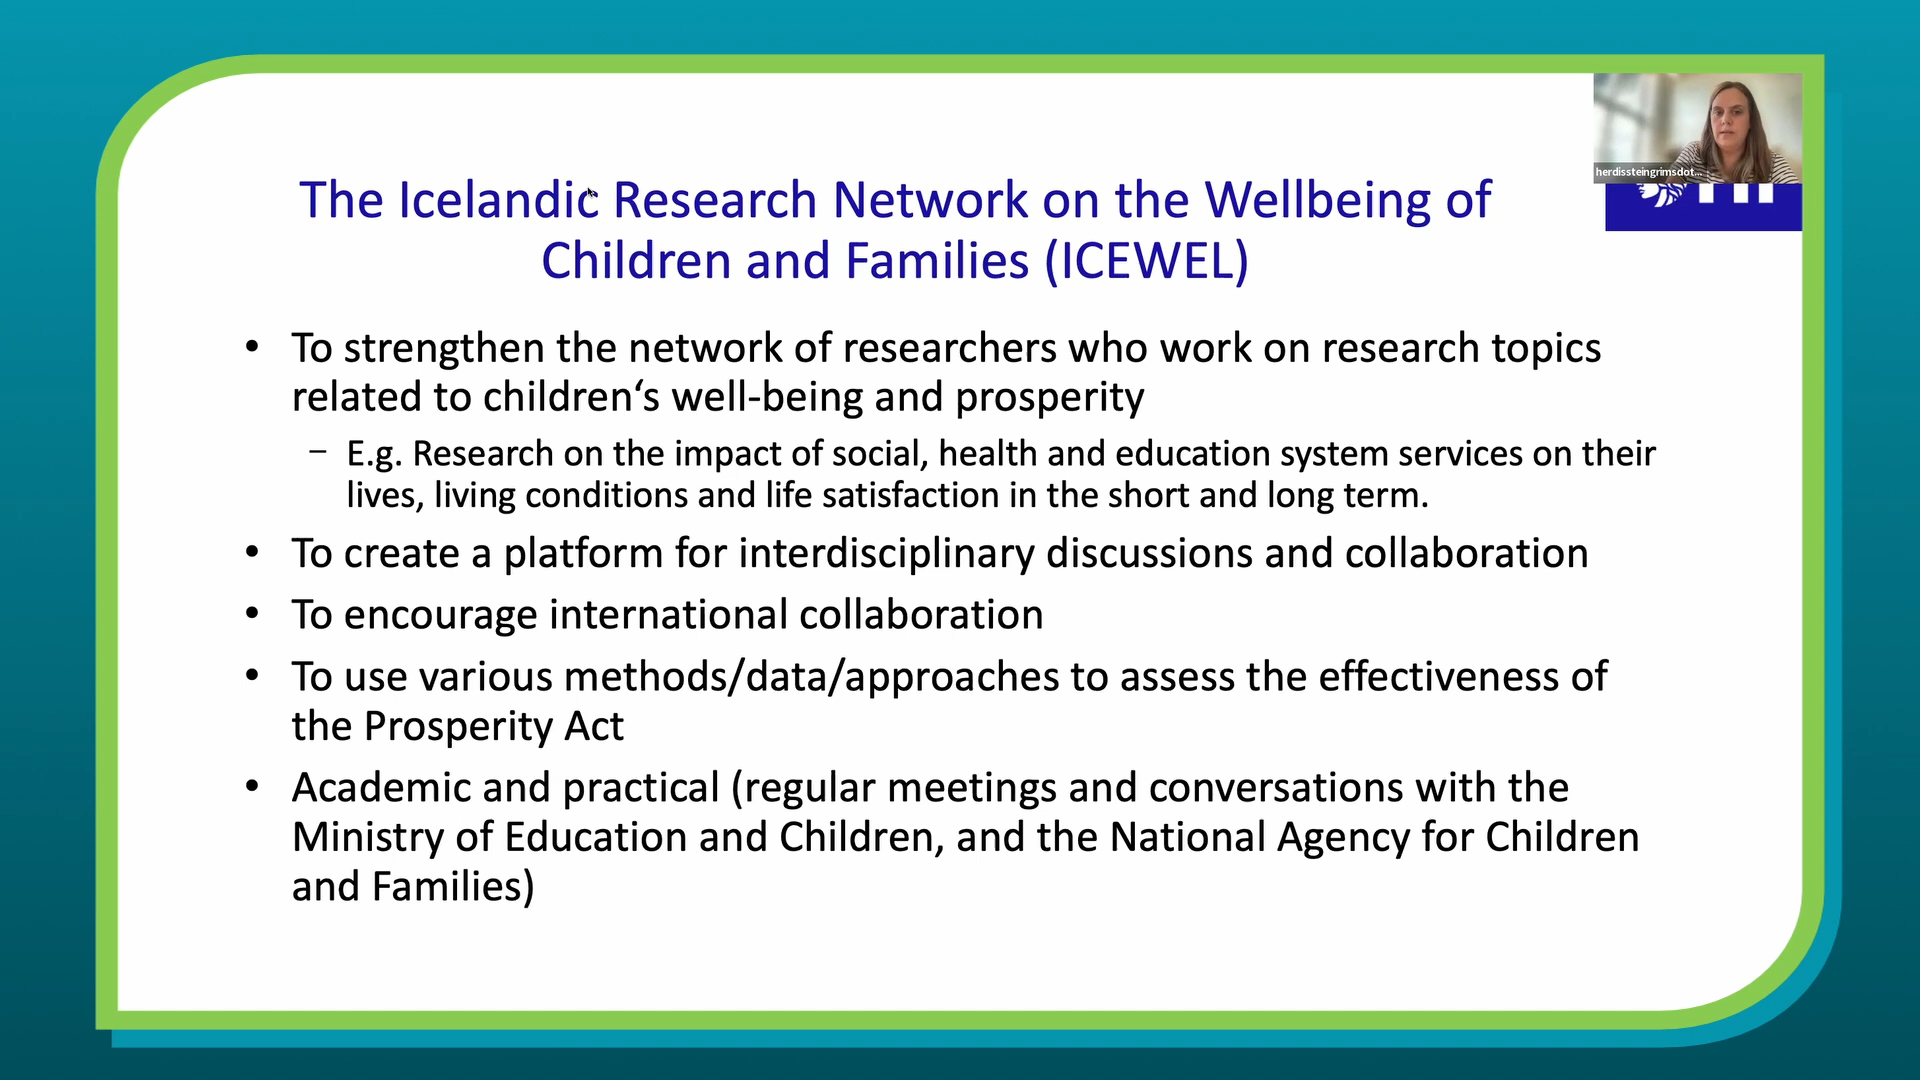 The Icelandic Research Network on the Wellbeing of
Children and Families (ICEWEL)
herdissteingrimsdot...
• To strengthen the network of researchers who work on research topics
related to children‘s well-being and prosperity
– E.g. Research on the impact of social, health and education system services on their
lives, living conditions and life satisfaction in the short and long term.
• To create a platform for interdisciplinary discussions and collaboration
• To encourage international collaboration
• To use various methods/data/approaches to assess the effectiveness of
the Prosperity Act
• Academic and practical (regular meetings and conversations with the
Ministry of Education and Children, and the National Agency for Children
and Families)